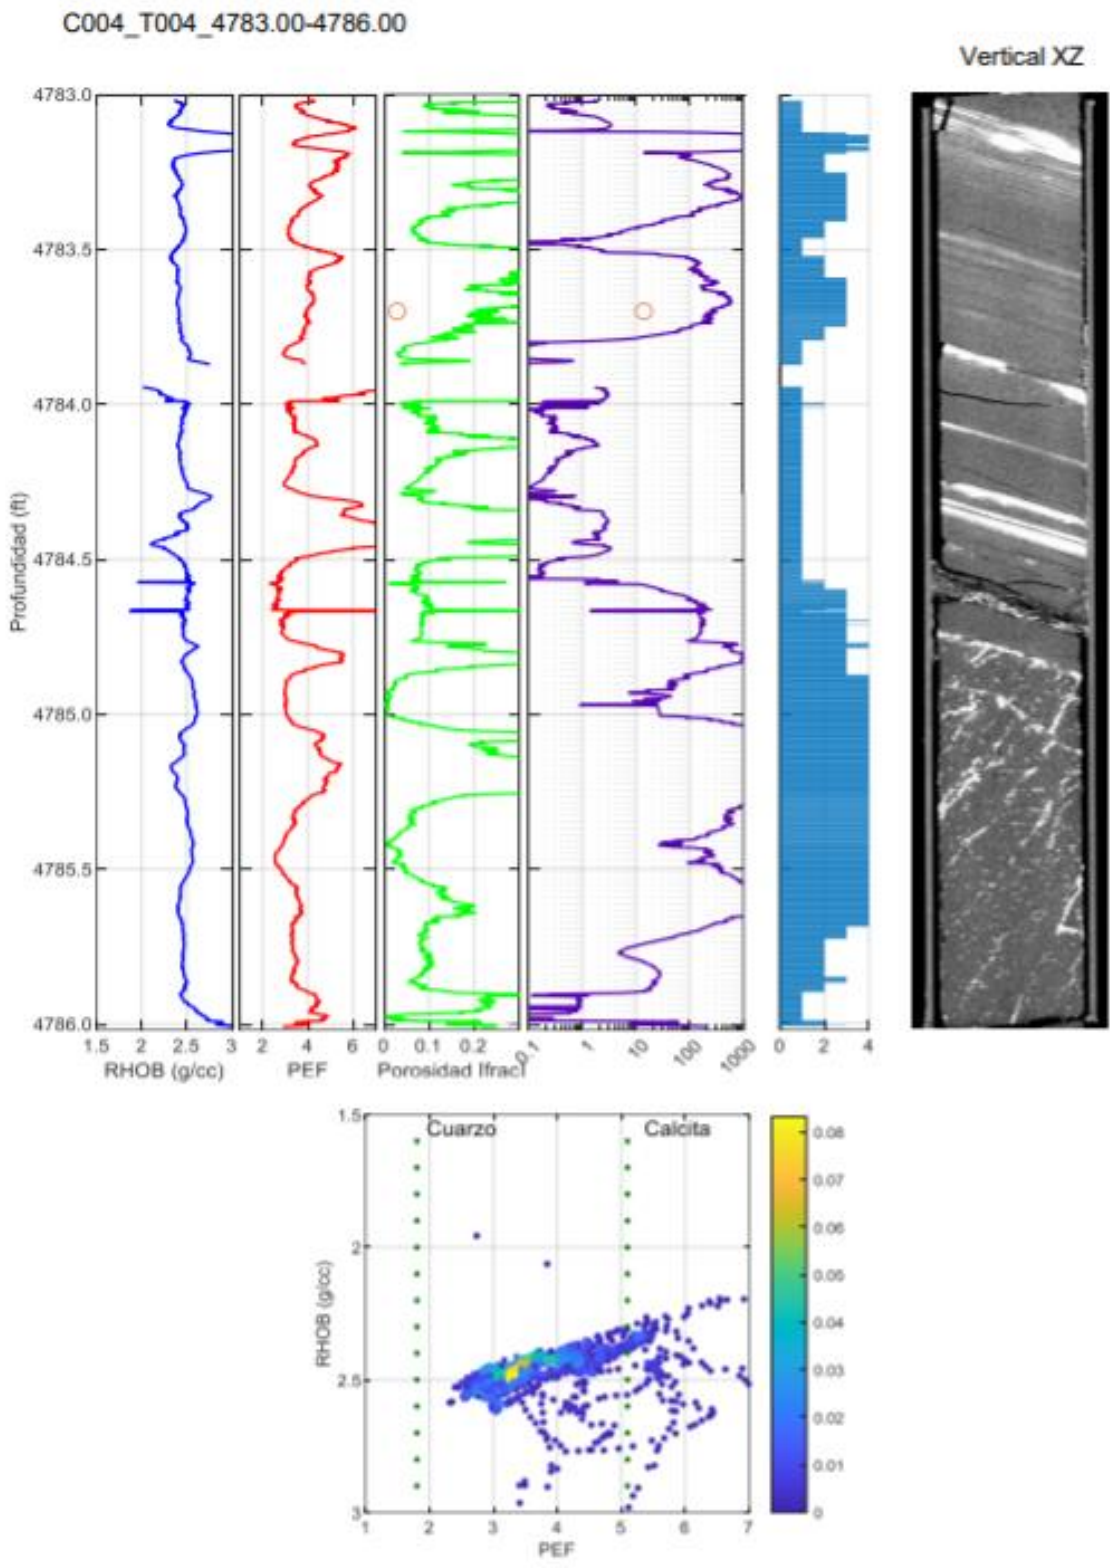 C004_T004_4783.00-4786.00
Vertical XZ
4783.0
4783.5
4784.0
4784.5
4785.0
4785.5
4786.0
Profundidad (ft)
1.5 2 2.5 3 2 4 6 0 0.1 0.2 0.1 1 10 100 1000 0 2 4
RHOB (g/cc) PEF Porosidad [fracc]
Cuarzo Calcita
1.5
2
2.5
3
RHOB (g/cc)
1 2 3 4 5 6 7
PEF
0.08
0.07
0.06
0.05
0.04
0.03
0.02
0.01
0